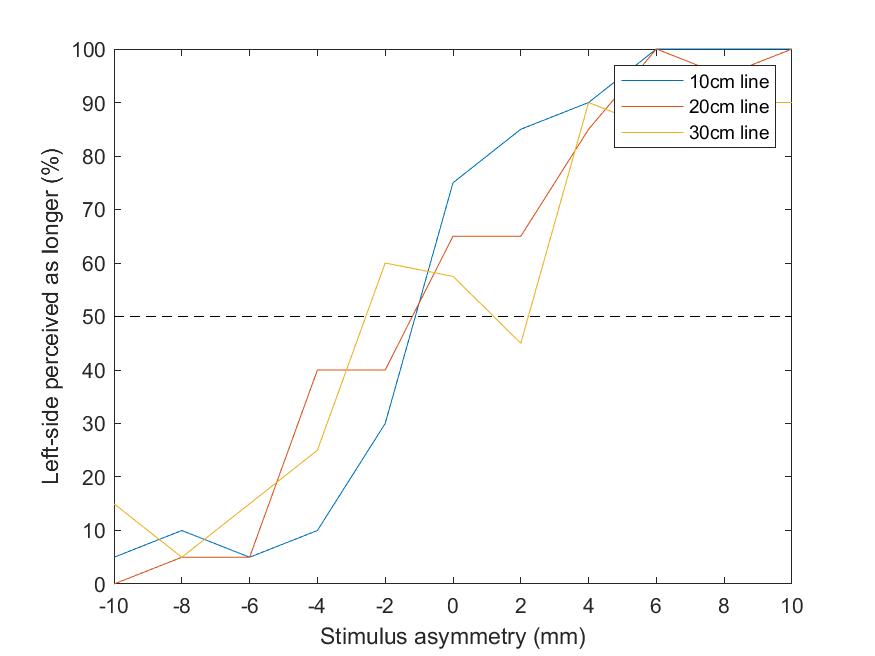 100
90
80
70
60
50
40
30
20
10
0
Left-side perceived as longer (%)
10cm line
20cm line
30cm line
-10 -8 -6 -4 -2 0 2 4 6 8 10
Stimulus asymmetry (mm)